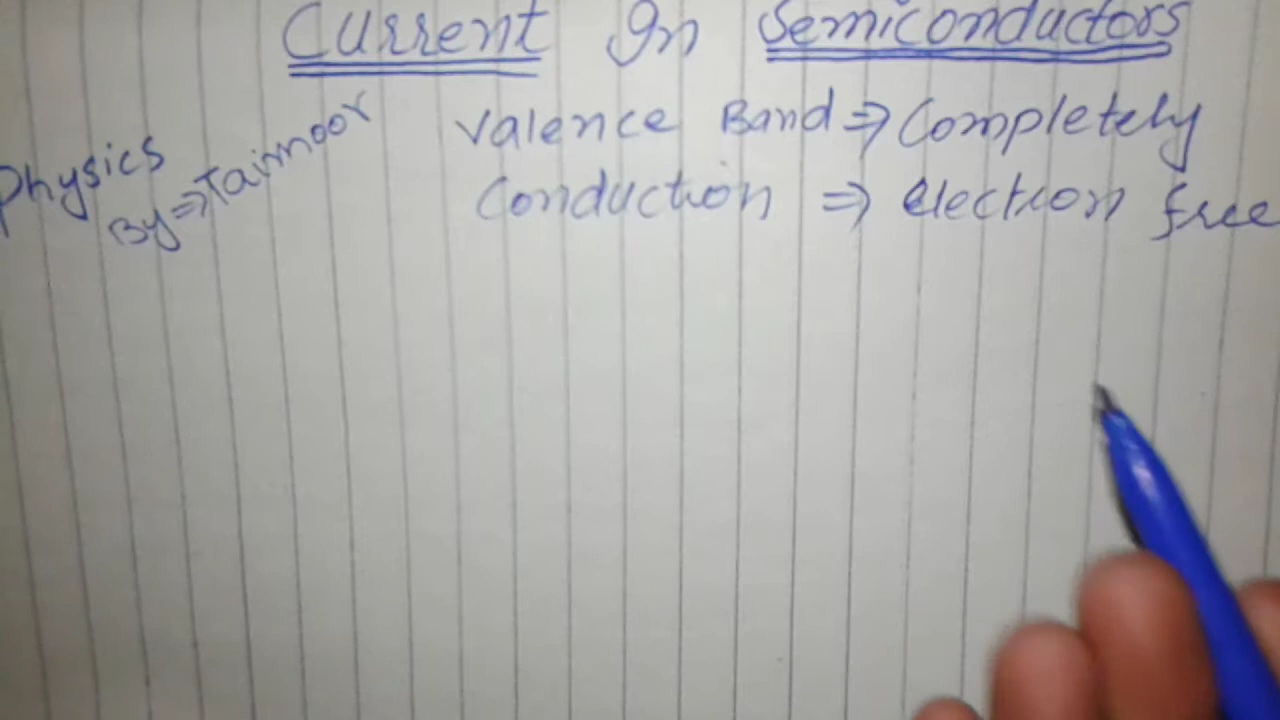 Current In Semiconductors
Valence Band ⇒ Completely
Conduction ⇒ electron free
Physics
By ⇒ Taimoor